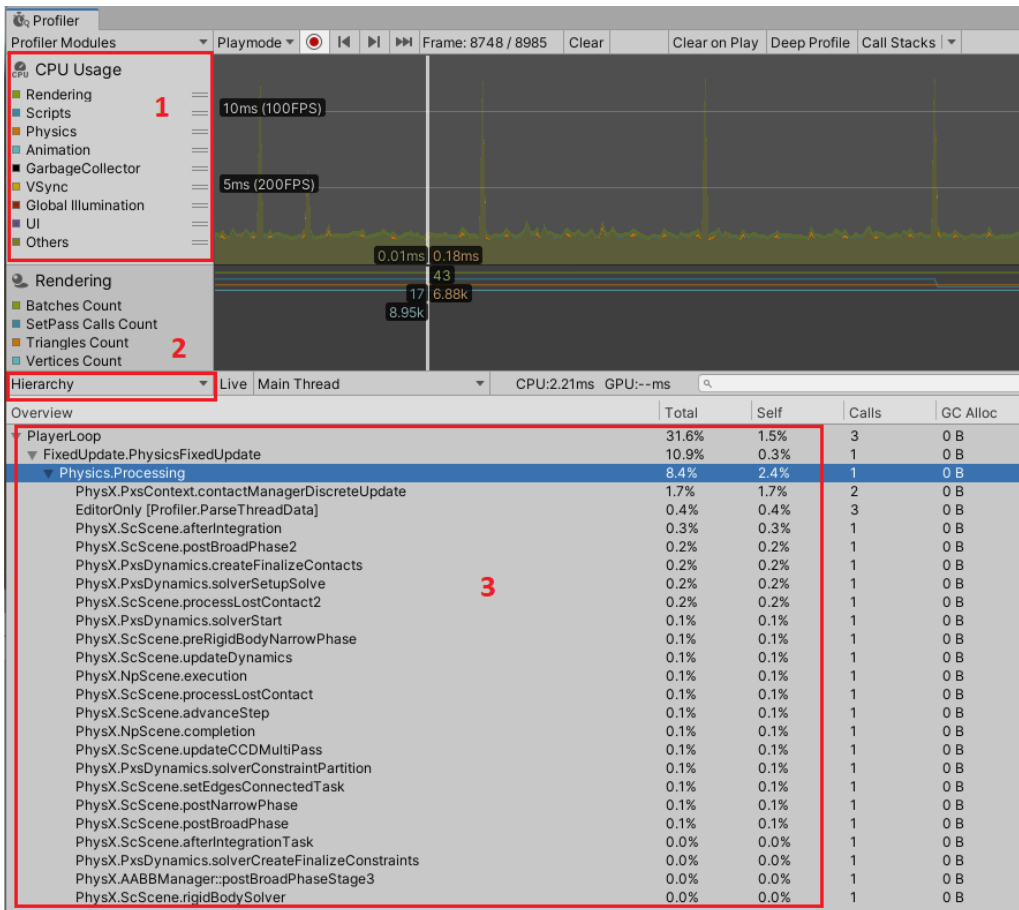 Profiler
Profiler Modules Playmode Frame: 8748 / 8985 Clear Clear on Play Deep Profile Call Stacks
CPU CPU Usage
Rendering
1
Scripts
Physics
Animation
GarbageCollector
VSync
Global Illumination
UI
Others
10ms (100FPS)
5ms (200FPS)
0.01ms 0.18ms
43
17 6.88k
8.95k
Rendering
Batches Count
SetPass Calls Count
Triangles Count
2
Vertices Count
Hierarchy Live Main Thread CPU:2.21ms GPU:--ms
Overview Total Self Calls GC Alloc
PlayerLoop 31.6% 1.5% 3 0 B
FixedUpdate.PhysicsFixedUpdate 10.9% 0.3% 1 0 B
Physics.Processing 8.4% 2.4% 1 0 B
PhysX.PxsContext.contactManagerDiscreteUpdate 1.7% 1.7% 2 0 B
EditorOnly [Profiler.ParseThreadData] 0.4% 0.4% 3 0 B
PhysX.ScScene.afterIntegration 0.3% 0.3% 1 0 B
PhysX.ScScene.postBroadPhase2 0.2% 0.2% 1 0 B
PhysX.PxsDynamics.createFinalizeContacts 0.2% 0.2% 1 0 B
PhysX.PxsDynamics.solverSetupSolve 0.2% 0.2% 1 0 B
3
PhysX.ScScene.processLostContact2 0.2% 0.2% 1 0 B
PhysX.PxsDynamics.solverStart 0.1% 0.1% 1 0 B
PhysX.ScScene.preRigidBodyNarrowPhase 0.1% 0.1% 1 0 B
PhysX.ScScene.updateDynamics 0.1% 0.1% 1 0 B
PhysX.NpScene.execution 0.1% 0.1% 1 0 B
PhysX.ScScene.processLostContact 0.1% 0.1% 1 0 B
PhysX.ScScene.advanceStep 0.1% 0.1% 1 0 B
PhysX.NpScene.completion 0.1% 0.1% 1 0 B
PhysX.ScScene.updateCCDMultiPass 0.1% 0.1% 1 0 B
PhysX.PxsDynamics.solverConstraintPartition 0.1% 0.1% 1 0 B
PhysX.ScScene.setEdgesConnectedTask 0.1% 0.1% 1 0 B
PhysX.ScScene.postNarrowPhase 0.1% 0.1% 1 0 B
PhysX.ScScene.postBroadPhase 0.1% 0.1% 1 0 B
PhysX.ScScene.afterIntegrationTask 0.0% 0.0% 1 0 B
PhysX.PxsDynamics.solverCreateFinalizeConstraints 0.0% 0.0% 1 0 B
PhysX.AABBManager::postBroadPhaseStage3 0.0% 0.0% 1 0 B
PhysX.ScScene.rigidBodySolver 0.0% 0.0% 1 0 B